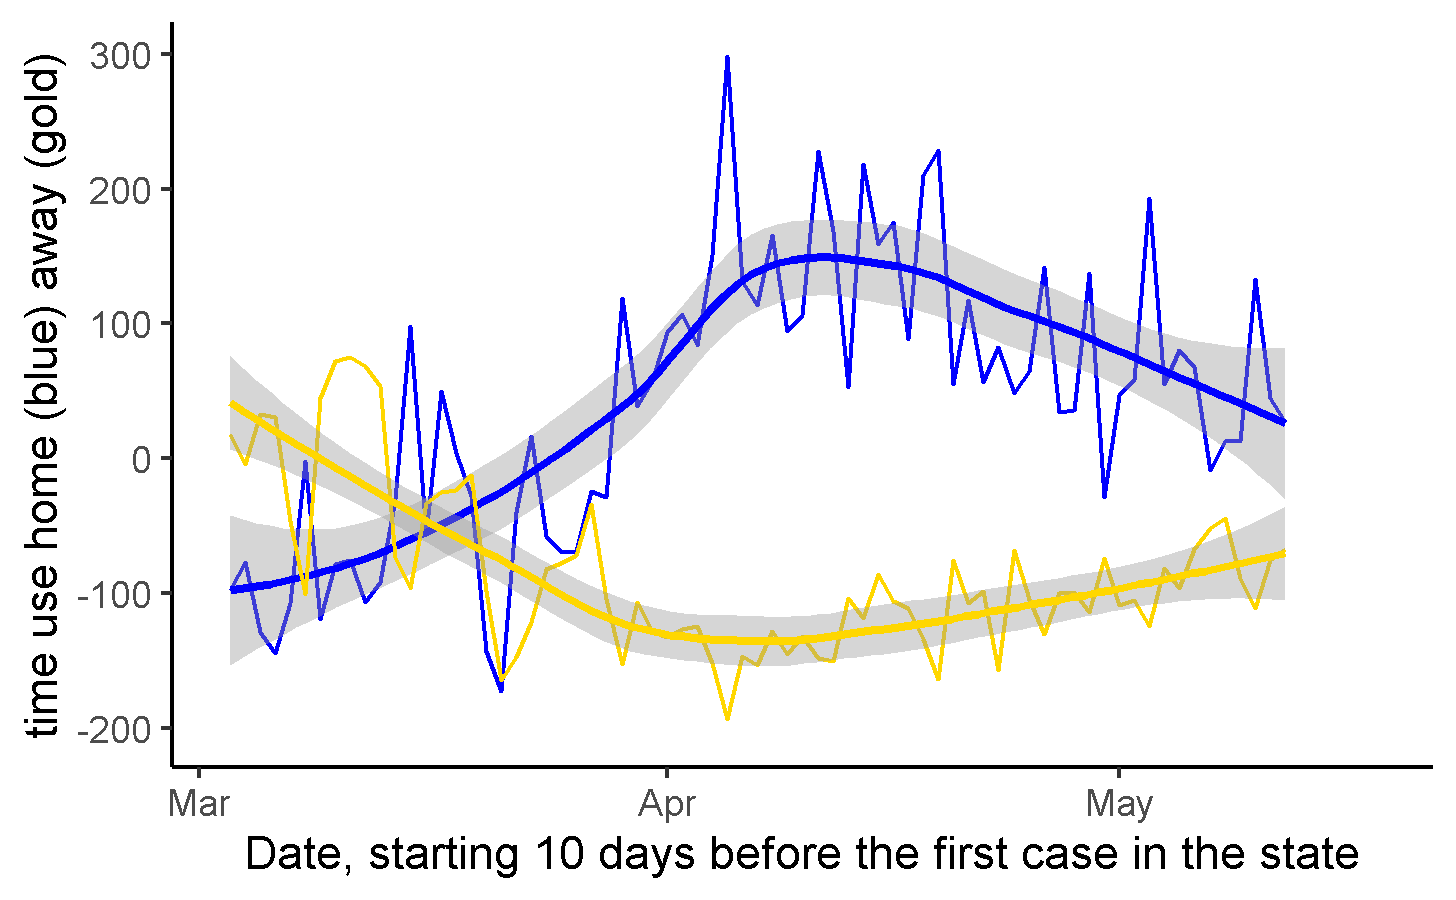 time use home (blue) away (gold)
300
200
100
0
-100
-200
Mar
Apr
May
Date, starting 10 days before the first case in the state